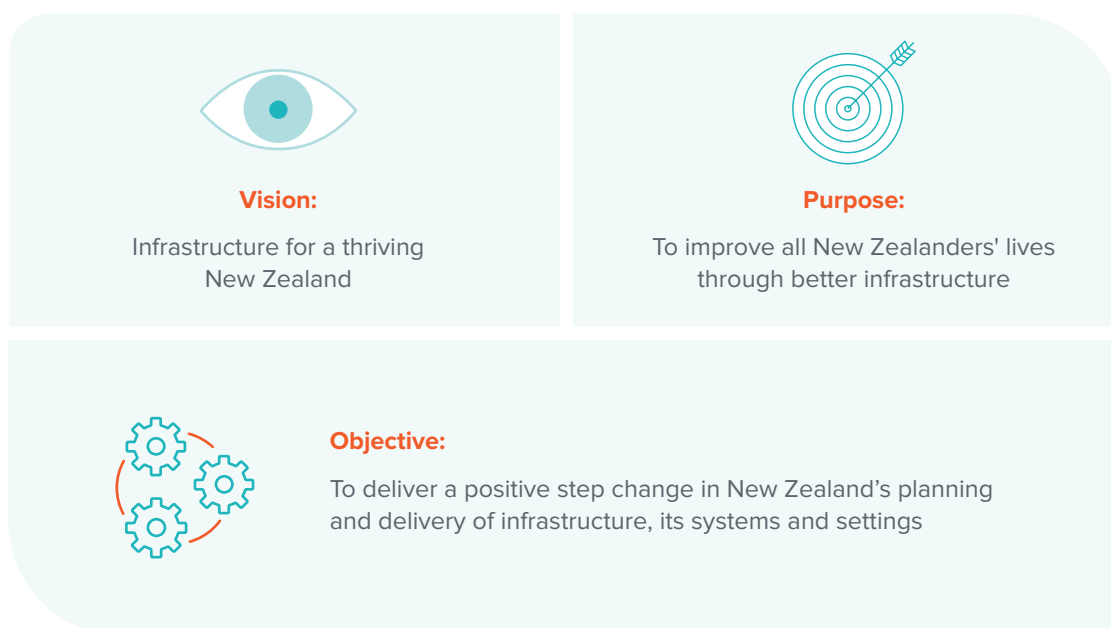 Vision:
Infrastructure for a thriving
New Zealand
Purpose:
To improve all New Zealanders' lives
through better infrastructure
Objective:
To deliver a positive step change in New Zealand’s planning
and delivery of infrastructure, its systems and settings